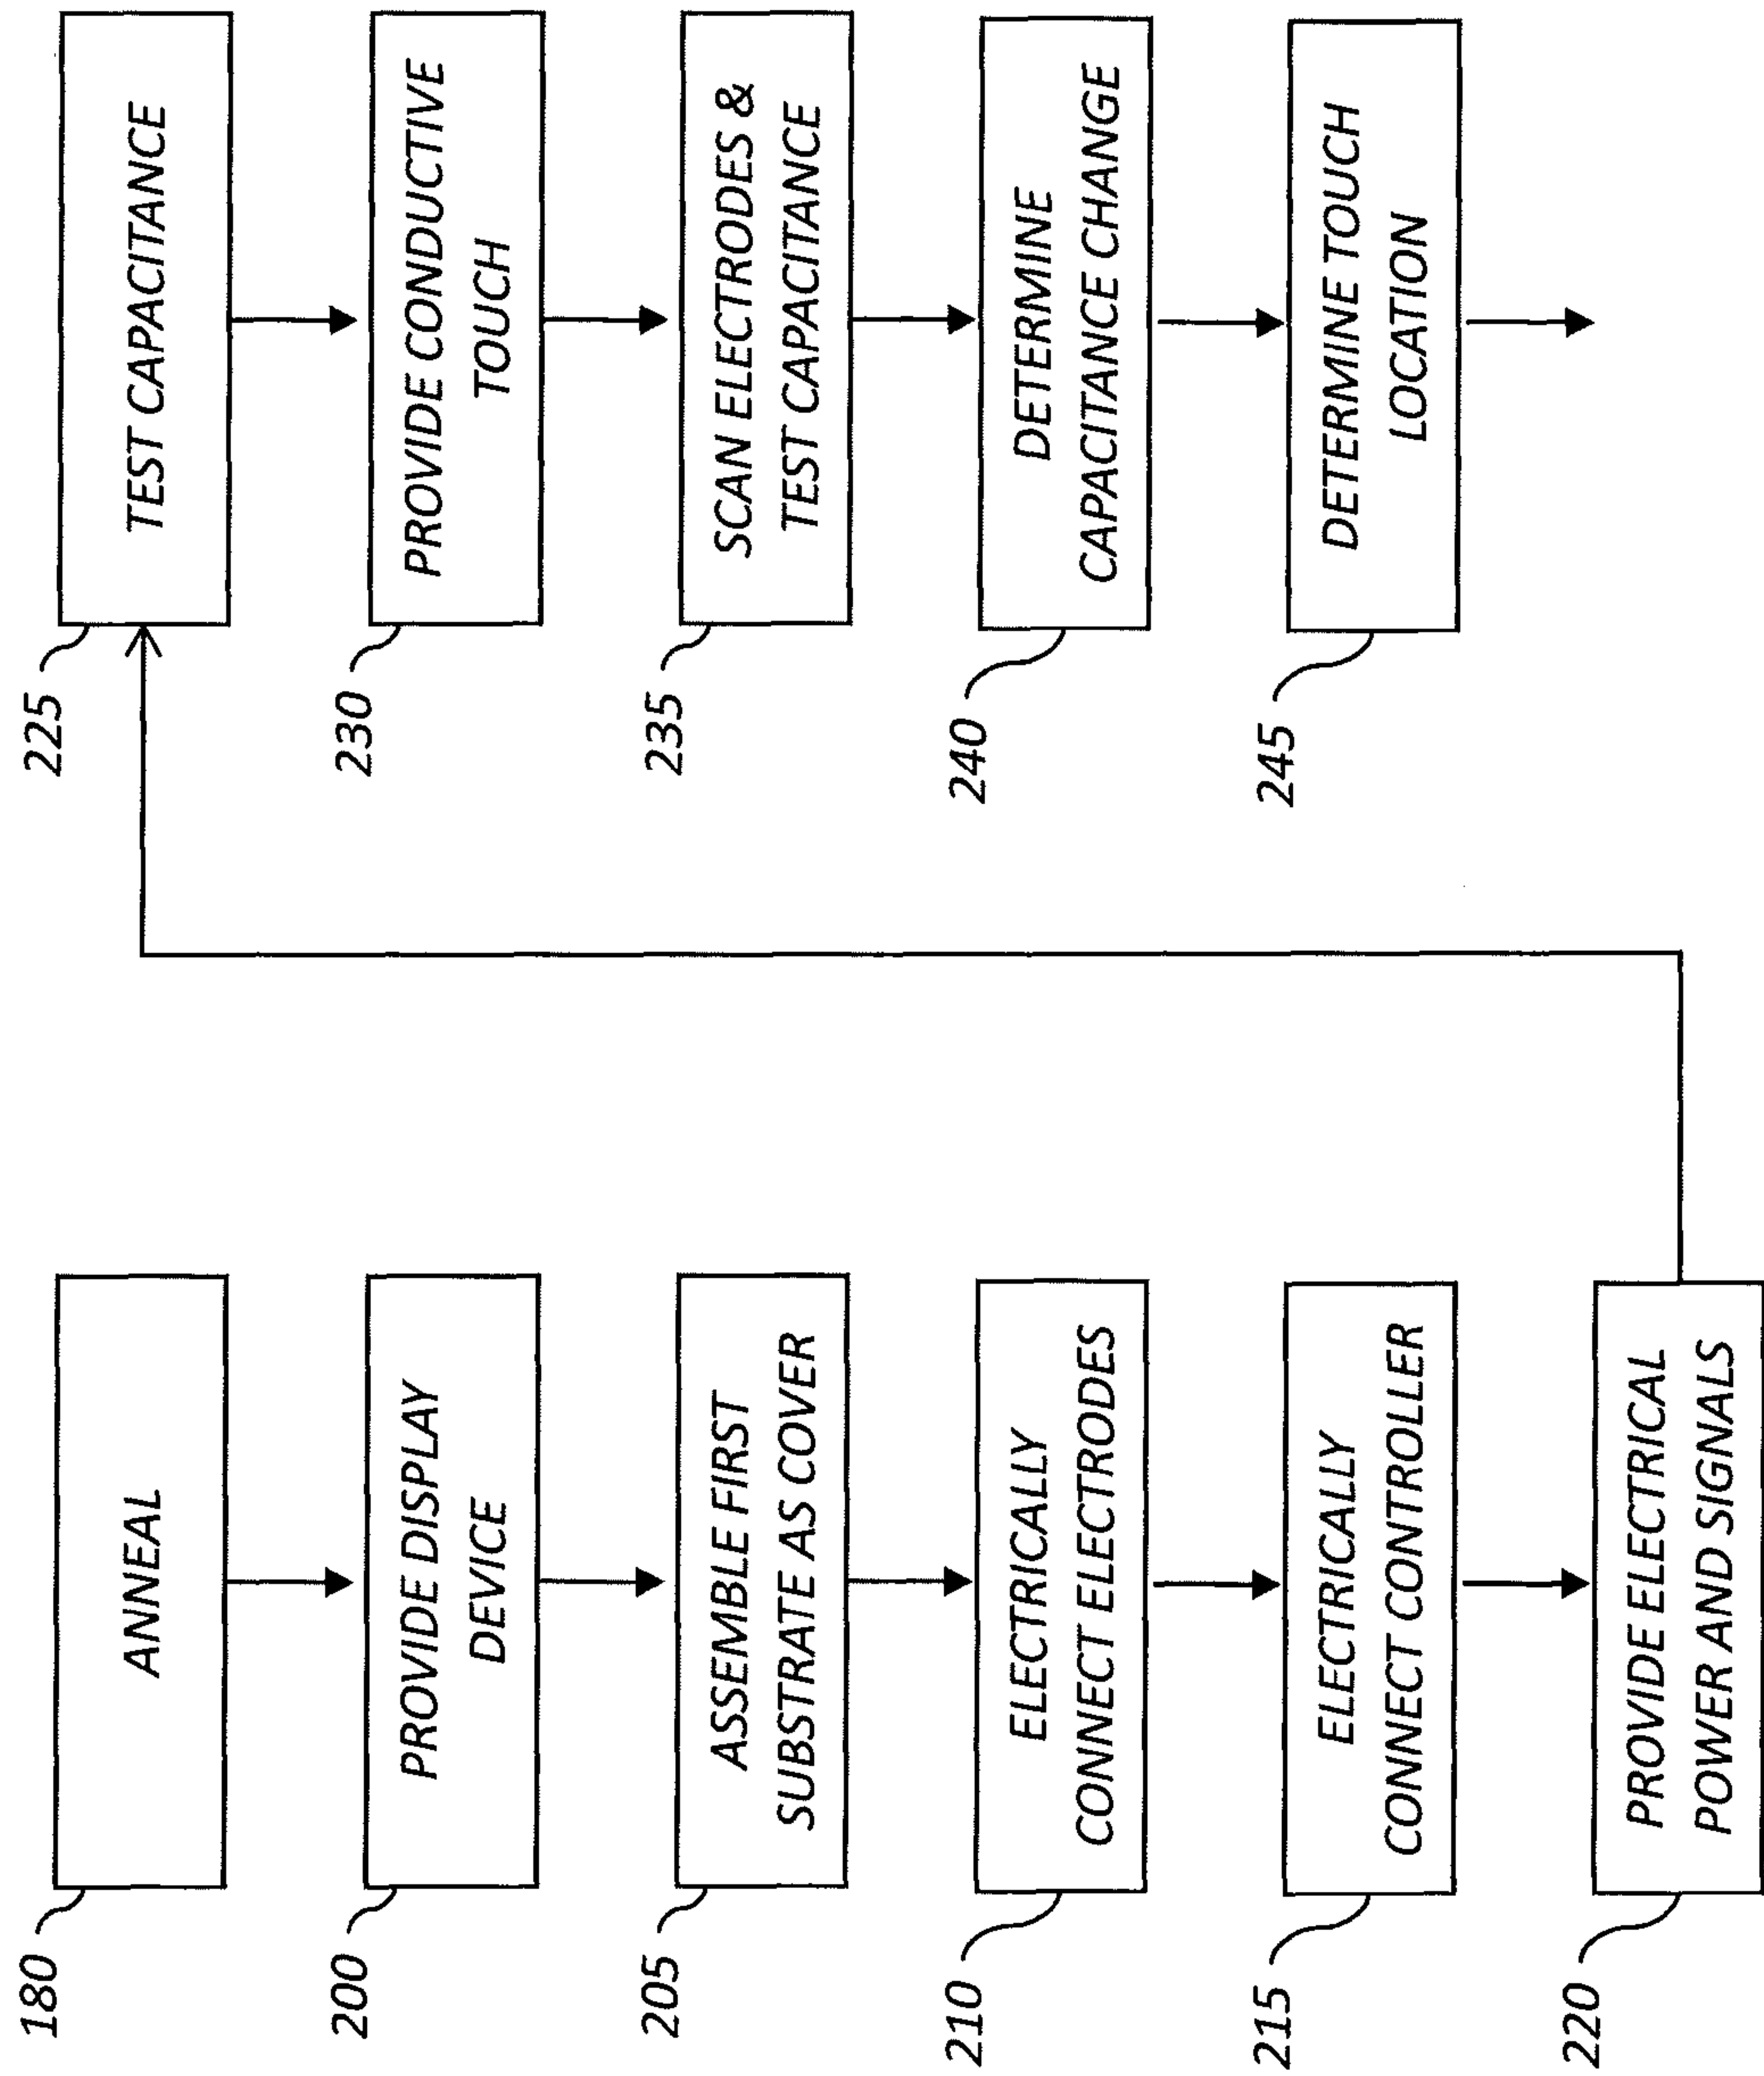 180
ANNEAL
200
PROVIDE DISPLAY
DEVICE
205
ASSEMBLE FIRST
SUBSTRATE AS COVER
210
ELECTRICALLY
CONNECT ELECTRODES
215
ELECTRICALLY
CONNECT CONTROLLER
220
PROVIDE ELECTRICAL
POWER AND SIGNALS
225
TEST CAPACITANCE
230
PROVIDE CONDUCTIVE
TOUCH
235
SCAN ELECTRODES &
TEST CAPACITANCE
240
DETERMINE
CAPACITANCE CHANGE
245
DETERMINE TOUCH
LOCATION